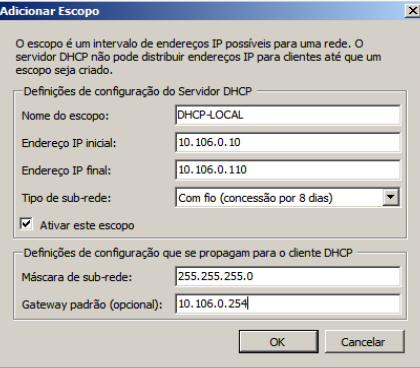 Adicionar Escopo
O escopo é um intervalo de endereços IP possíveis para uma rede. O
servidor DHCP não pode distribuir endereços IP para clientes até que um
escopo seja criado.
Definições de configuração do Servidor DHCP
Nome do escopo: DHCP-LOCAL
Endereço IP inicial: 10.106.0.10
Endereço IP final: 10.106.0.110
Tipo de sub-rede: Com fio (concessão por 8 dias)
Ativar este escopo
Definições de configuração que se propagam para o cliente DHCP
Máscara de sub-rede: 255.255.255.0
Gateway padrão (opcional): 10.106.0.254
OK Cancelar